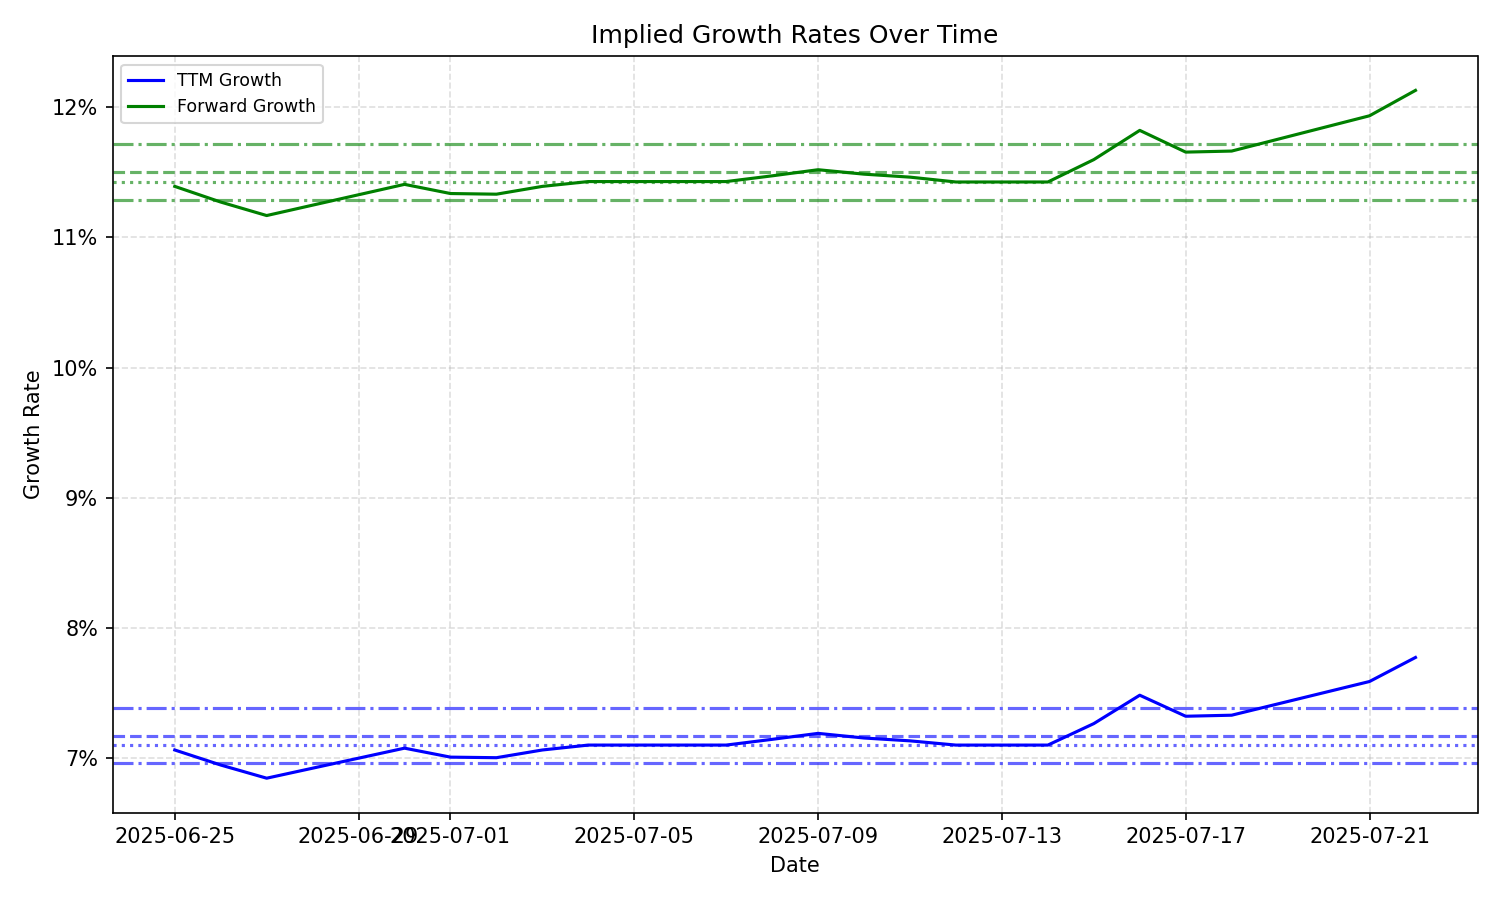 Implied Growth Rates Over Time
TTM Growth
Forward Growth
12%
11%
10%
9%
8%
7%
Growth Rate
2025-06-25
2025-06-29
2025-07-01
2025-07-05
2025-07-09
2025-07-13
2025-07-17
2025-07-21
Date